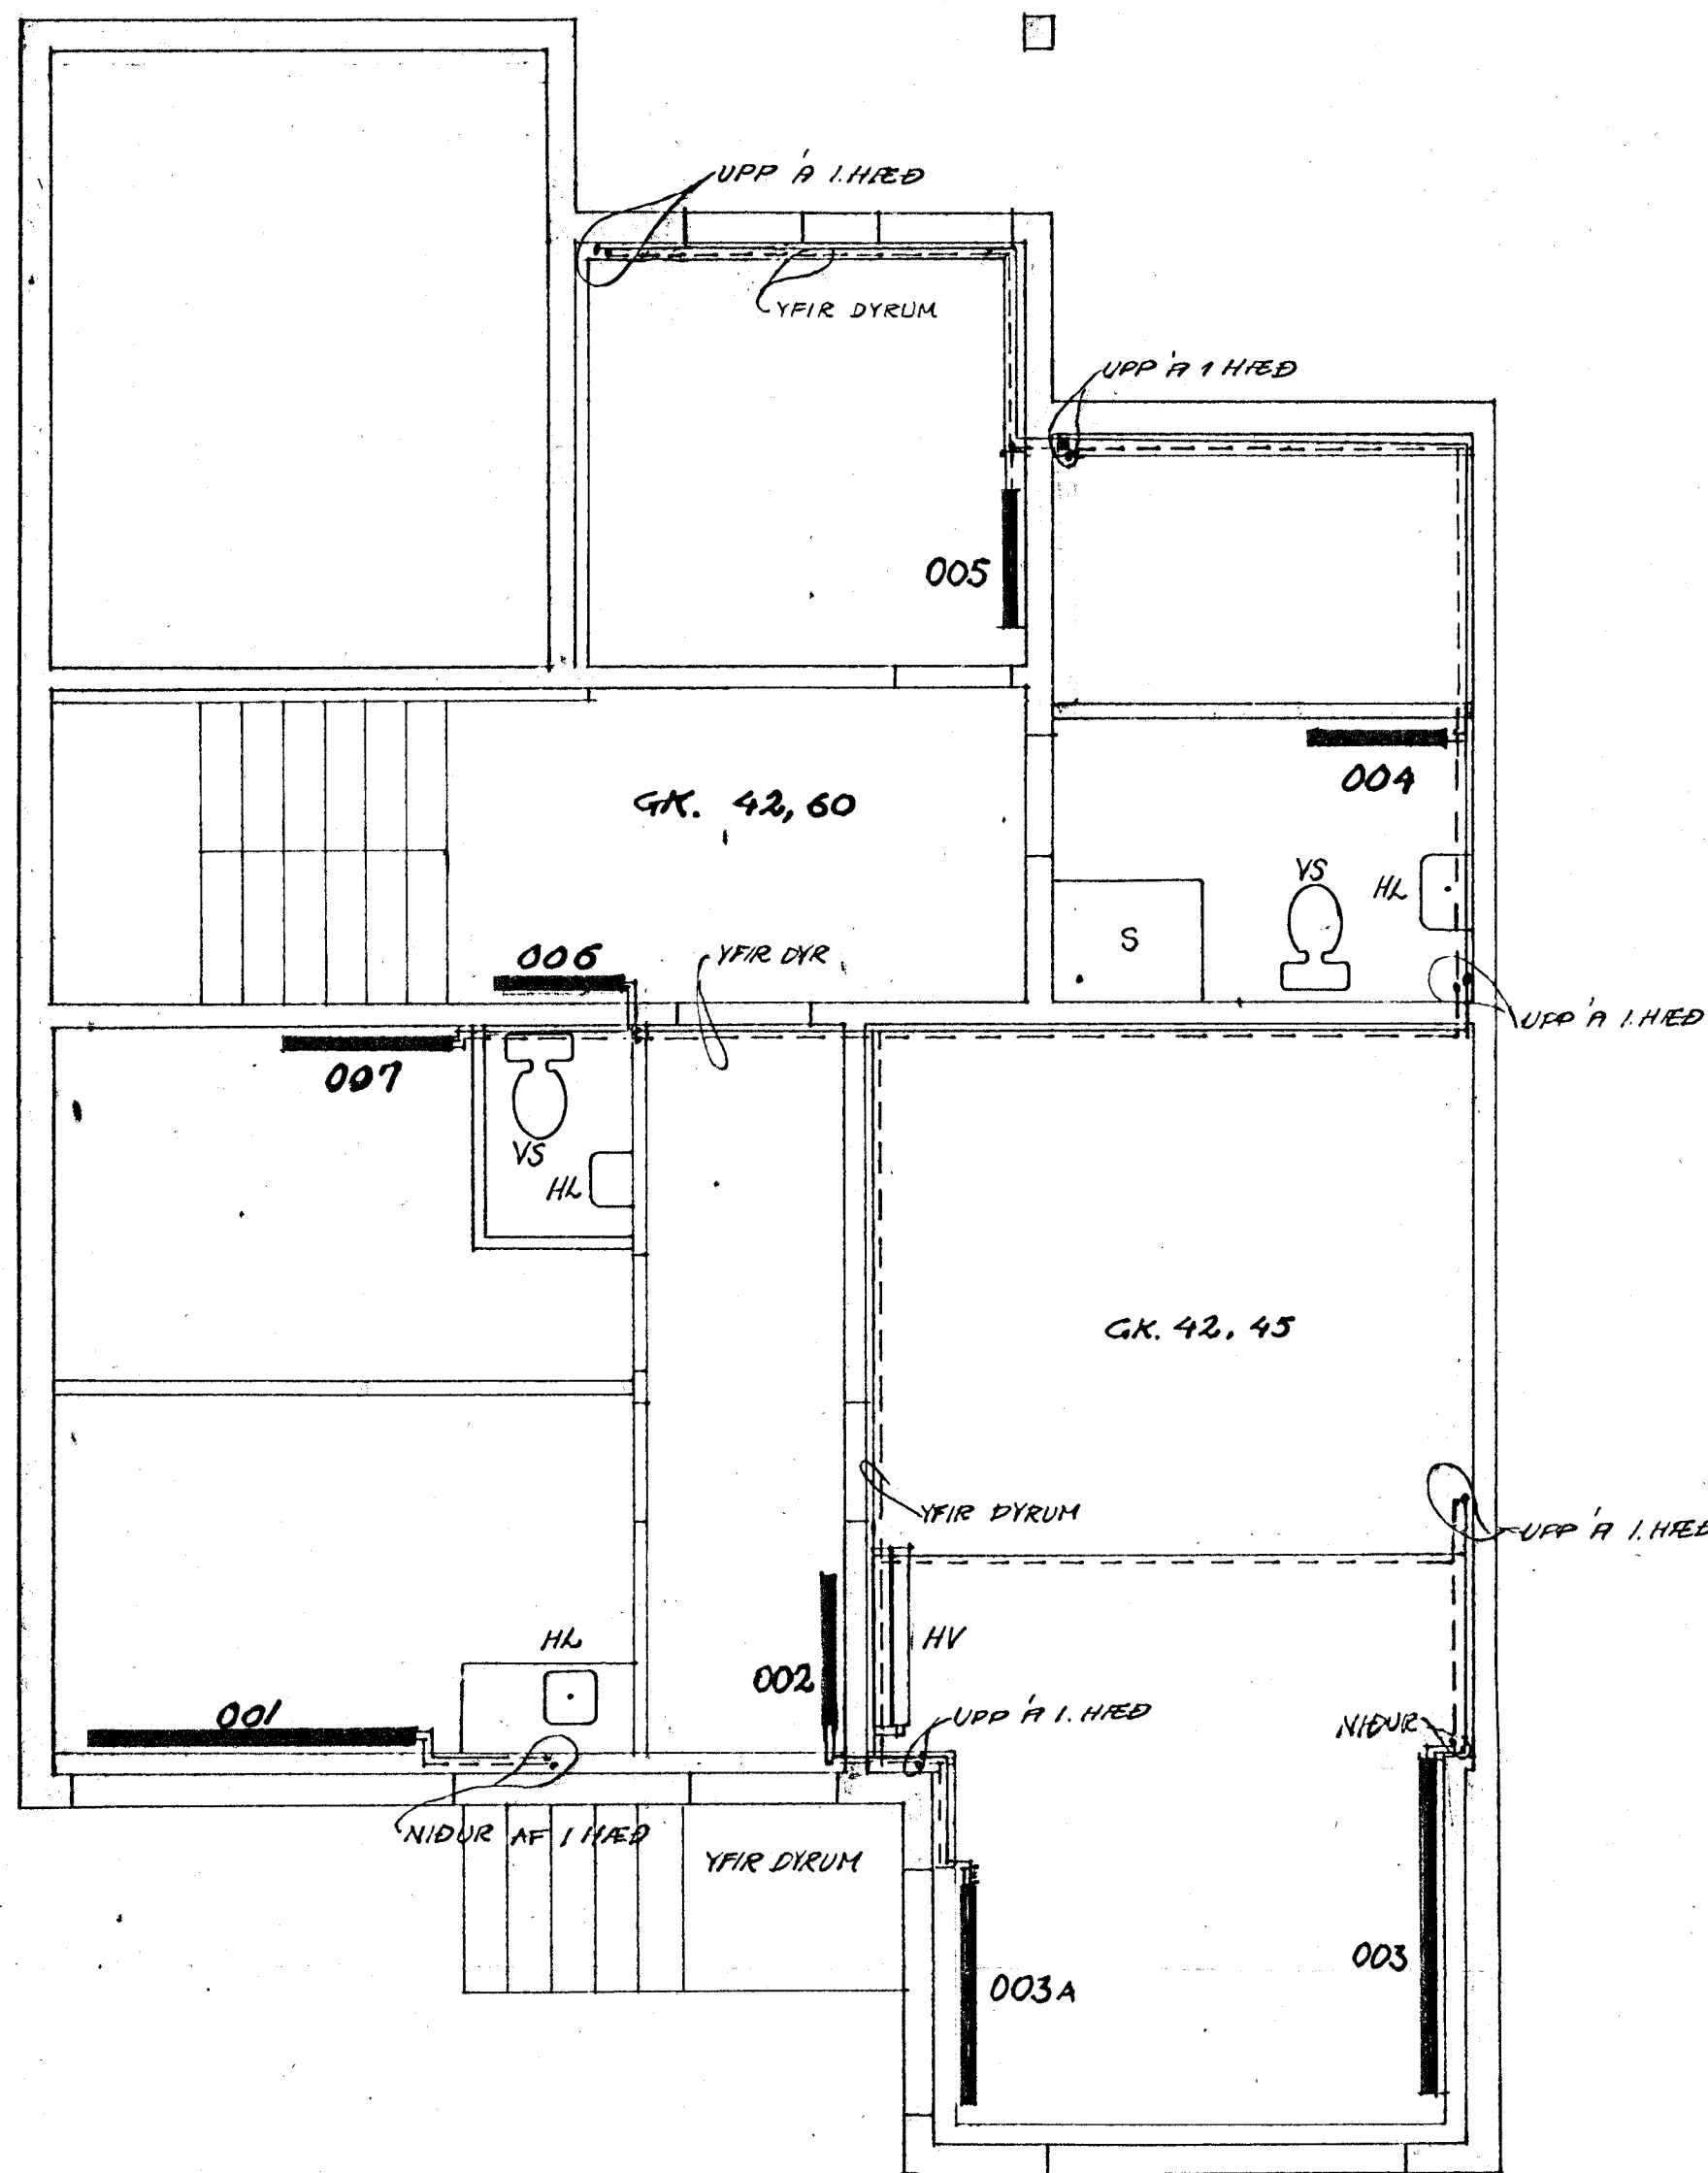 UPP Á 1.HÆÐ
YFIR DYRUM
UPP Á 1 HÆÐ
005
004
GK. 42,60
VS
HL
S
006
YFIR DYR
UPP Á 1.HÆÐ
007
VS
HL
GK. 42,45
YFIR DYRUM
UPP Á 1.HÆÐ
HL
HV
002
001
UPP Á 1.HÆÐ
NIÐUR
NIÐUR AF 1 HÆÐ
YFIR DYRUM
003
003A